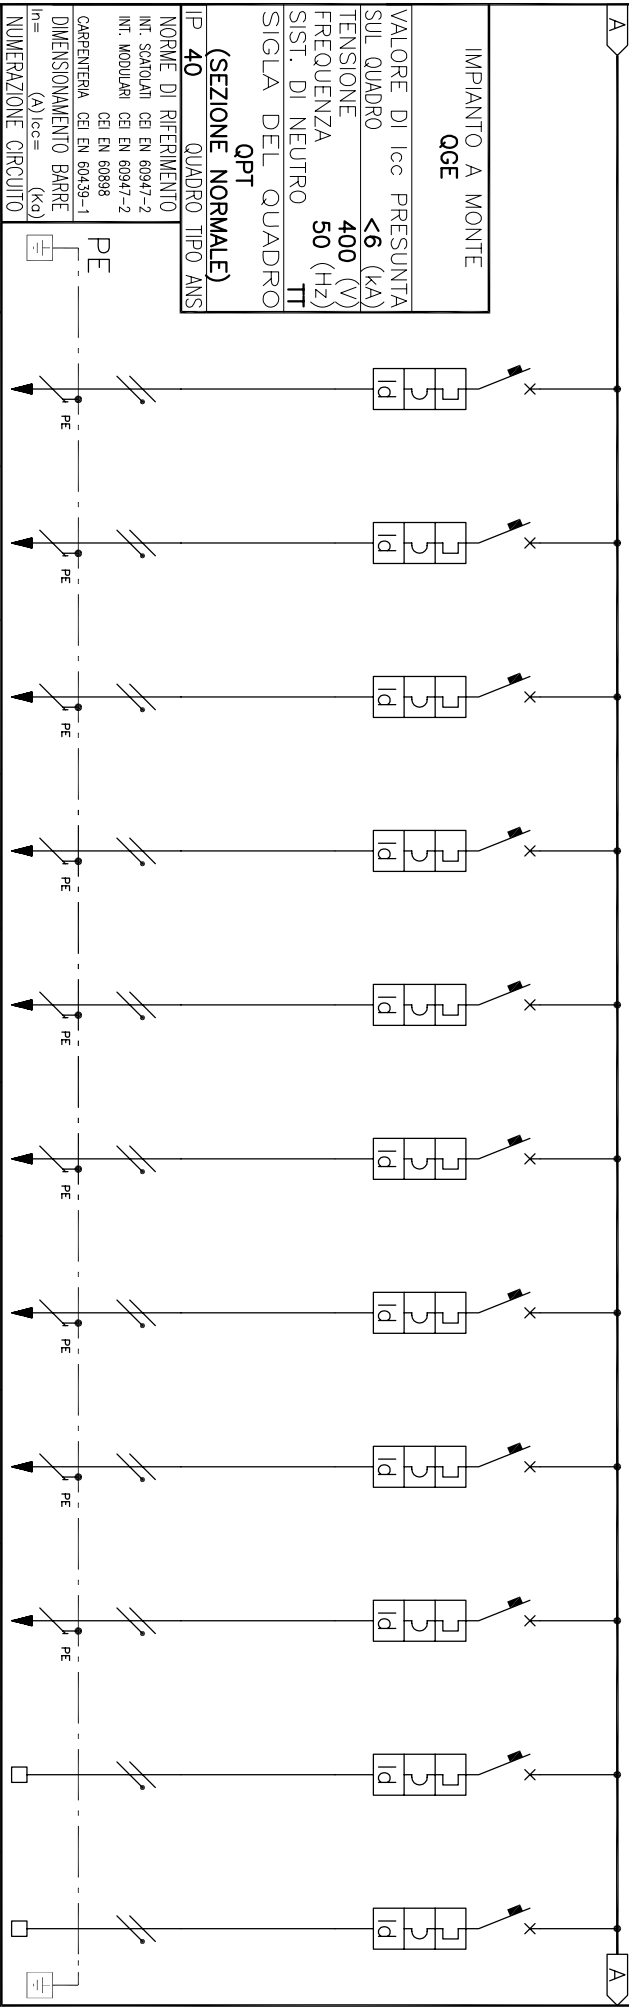 A
IMPIANTO A MONTE
QGE
VALORE DI Icc PRESUNTA
SUL QUADRO <6 (kA)
TENSIONE 400 (V)
FREQUENZA 50 (Hz)
SIST. DI NEUTRO TT
SIGLA DEL QUADRO
QPT
(SEZIONE NORMALE)
IP 40 QUADRO TIPO ANS
NORME DI RIFERIMENTO
INT. SCATOLATI CEI EN 60947-2
INT. MODULARI CEI EN 60947-2
CEI EN 60898
CARPENTERIA CEI EN 60439-1
DIMENSIONAMENTO BARRE
In= (A) Icc= (Ka)
NUMERAZIONE CIRCUITO
PE
Id
PE
Id
PE
Id
PE
Id
PE
Id
PE
Id
PE
Id
PE
Id
PE
Id
PE
Id
Id
A